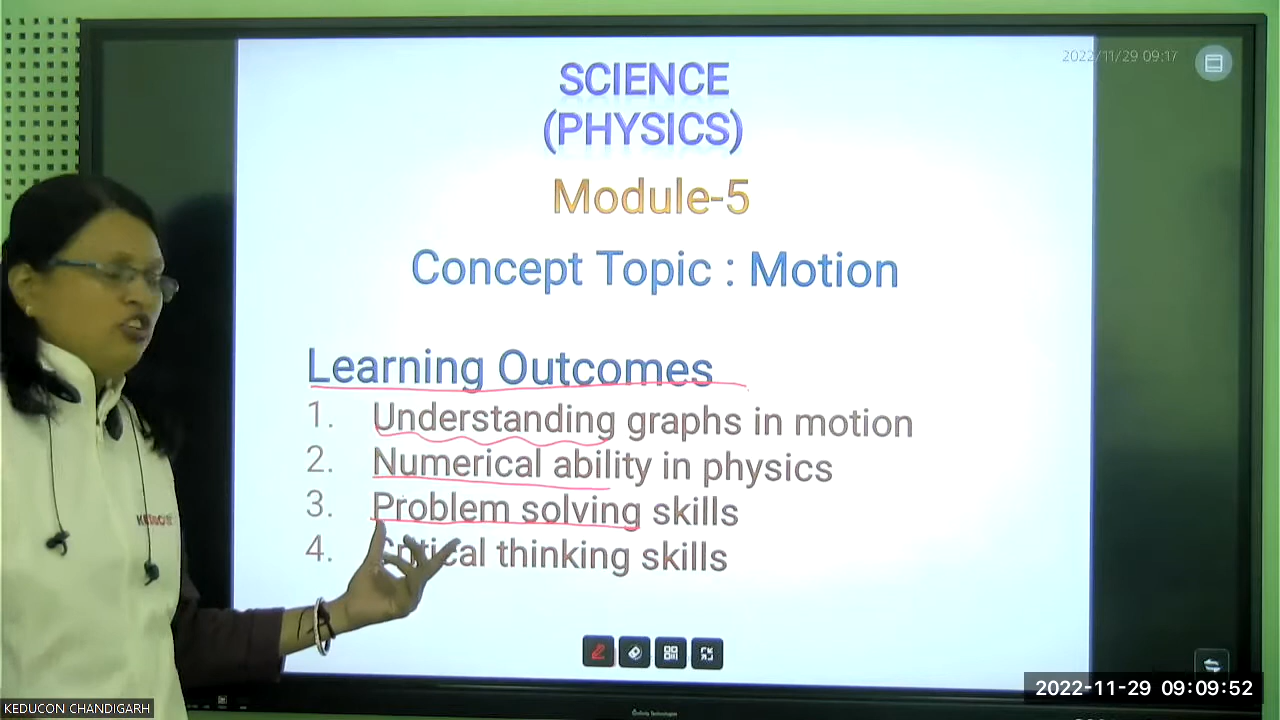 2022/11/29 09:17
SCIENCE
(PHYSICS)
Module-5
Concept Topic : Motion
Learning Outcomes
1. Understanding graphs in motion
2. Numerical ability in physics
3. Problem solving skills
4. Critical thinking skills
2022-11-29 09:09:52
KEDUCON CHANDIGARH